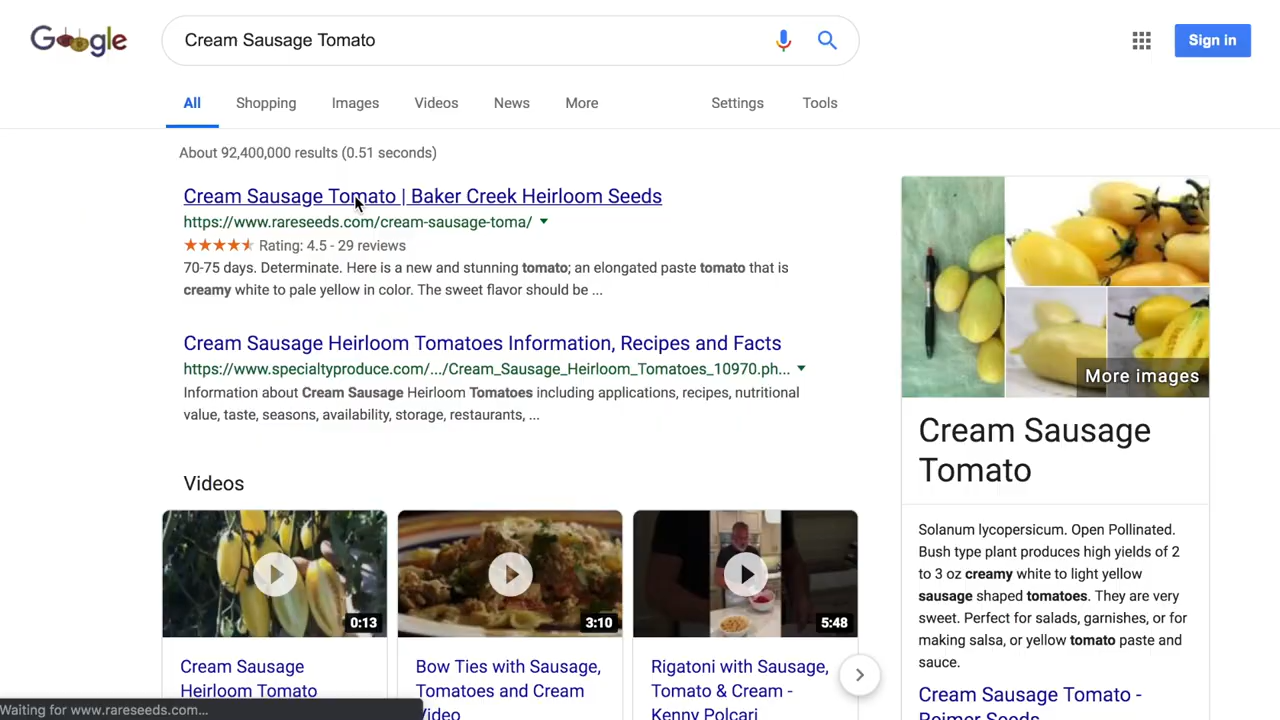 Google
Cream Sausage Tomato
Sign in
All
Shopping
Images
Videos
News
More
Settings
Tools
About 92,400,000 results (0.51 seconds)
Cream Sausage Tomato | Baker Creek Heirloom Seeds
https://www.rareseeds.com/cream-sausage-toma/
Rating: 4.5 - 29 reviews
70-75 days. Determinate. Here is a new and stunning tomato; an elongated paste tomato that is
creamy white to pale yellow in color. The sweet flavor should be ...
Cream Sausage Heirloom Tomatoes Information, Recipes and Facts
https://www.specialtyproduce.com/.../Cream_Sausage_Heirloom_Tomatoes_10970.ph...
Information about Cream Sausage Heirloom Tomatoes including applications, recipes, nutritional
value, taste, seasons, availability, storage, restaurants, ...
Videos
0:13
3:10
5:48
Cream Sausage
Heirloom Tomato
Bow Ties with Sausage,
Tomatoes and Cream
Video
Rigatoni with Sausage,
Tomato & Cream -
Kenny Polcari
More images
Cream Sausage
Tomato
Solanum lycopersicum. Open Pollinated.
Bush type plant produces high yields of 2
to 3 oz creamy white to light yellow
sausage shaped tomatoes. They are very
sweet. Perfect for salads, garnishes, or for
making salsa, or yellow tomato paste and
sauce.
Cream Sausage Tomato -
Reimer Seeds
Waiting for www.rareseeds.com...